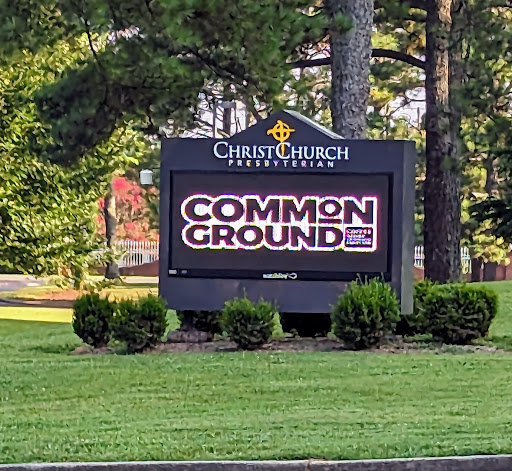 CHRISTCHURCH
PRESBYTERIAN
COMMON
GROUND